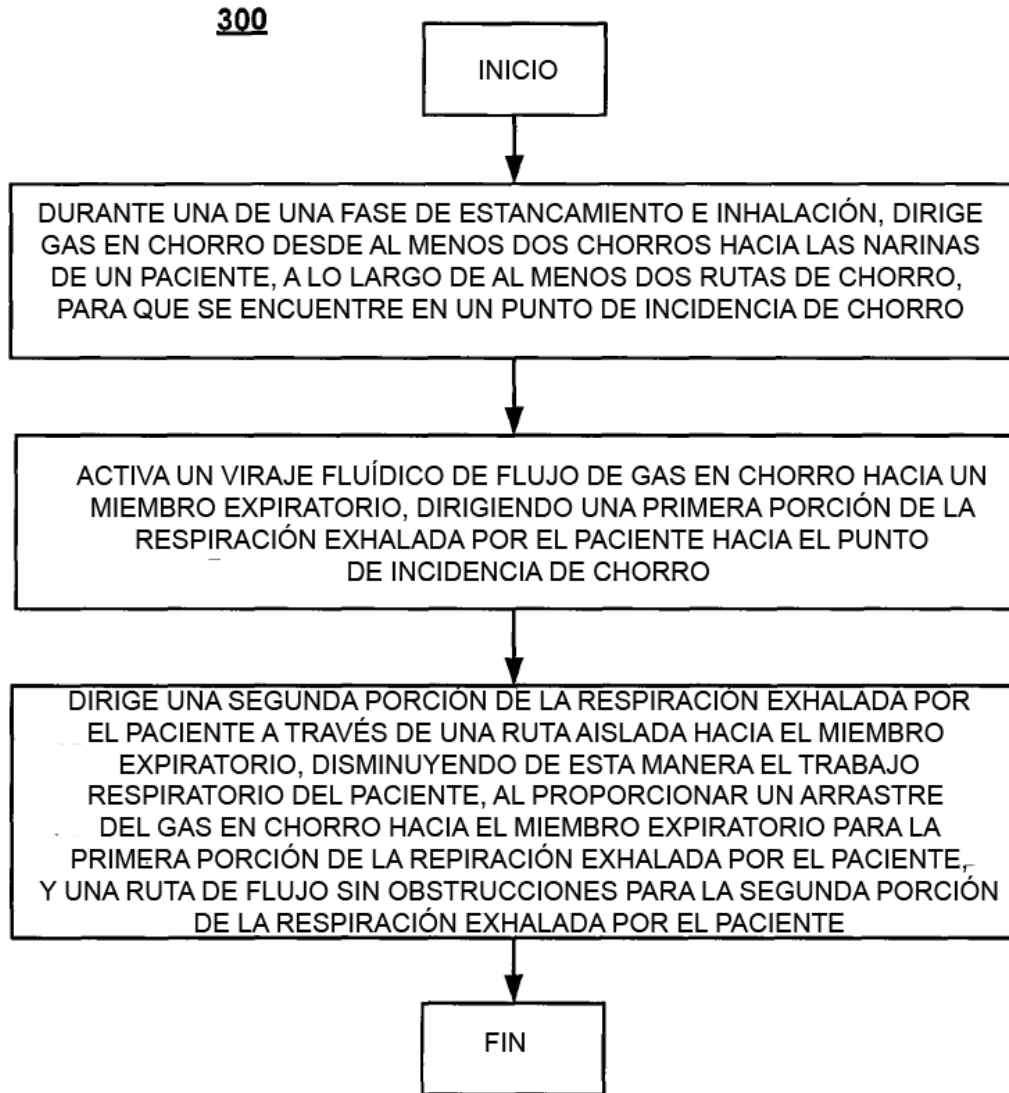 300
INICIO
DURANTE UNA DE UNA FASE DE ESTANCAMIENTO E INHALACIÓN, DIRIGE
GAS EN CHORRO DESDE AL MENOS DOS CHORROS HACIA LAS NARINAS
DE UN PACIENTE, A LO LARGO DE AL MENOS DOS RUTAS DE CHORRO,
PARA QUE SE ENCUENTRE EN UN PUNTO DE INCIDENCIA DE CHORRO
ACTIVA UN VIRAJE FLUÍDICO DE FLUJO DE GAS EN CHORRO HACIA UN
MIEMBRO EXPIRATORIO, DIRIGIENDO UNA PRIMERA PORCIÓN DE LA
RESPIRACIÓN EXHALADA POR EL PACIENTE HACIA EL PUNTO
DE INCIDENCIA DE CHORRO
DIRIGE UNA SEGUNDA PORCIÓN DE LA RESPIRACIÓN EXHALADA POR
EL PACIENTE A TRAVÉS DE UNA RUTA AISLADA HACIA EL MIEMBRO
EXPIRATORIO, DISMINUYENDO DE ESTA MANERA EL TRABAJO
RESPIRATORIO DEL PACIENTE, AL PROPORCIONAR UN ARRASTRE
DEL GAS EN CHORRO HACIA EL MIEMBRO EXPIRATORIO PARA LA
PRIMERA PORCIÓN DE LA REPIRACIÓN EXHALADA POR EL PACIENTE,
Y UNA RUTA DE FLUJO SIN OBSTRUCCIONES PARA LA SEGUNDA PORCIÓN
DE LA RESPIRACIÓN EXHALADA POR EL PACIENTE
FIN